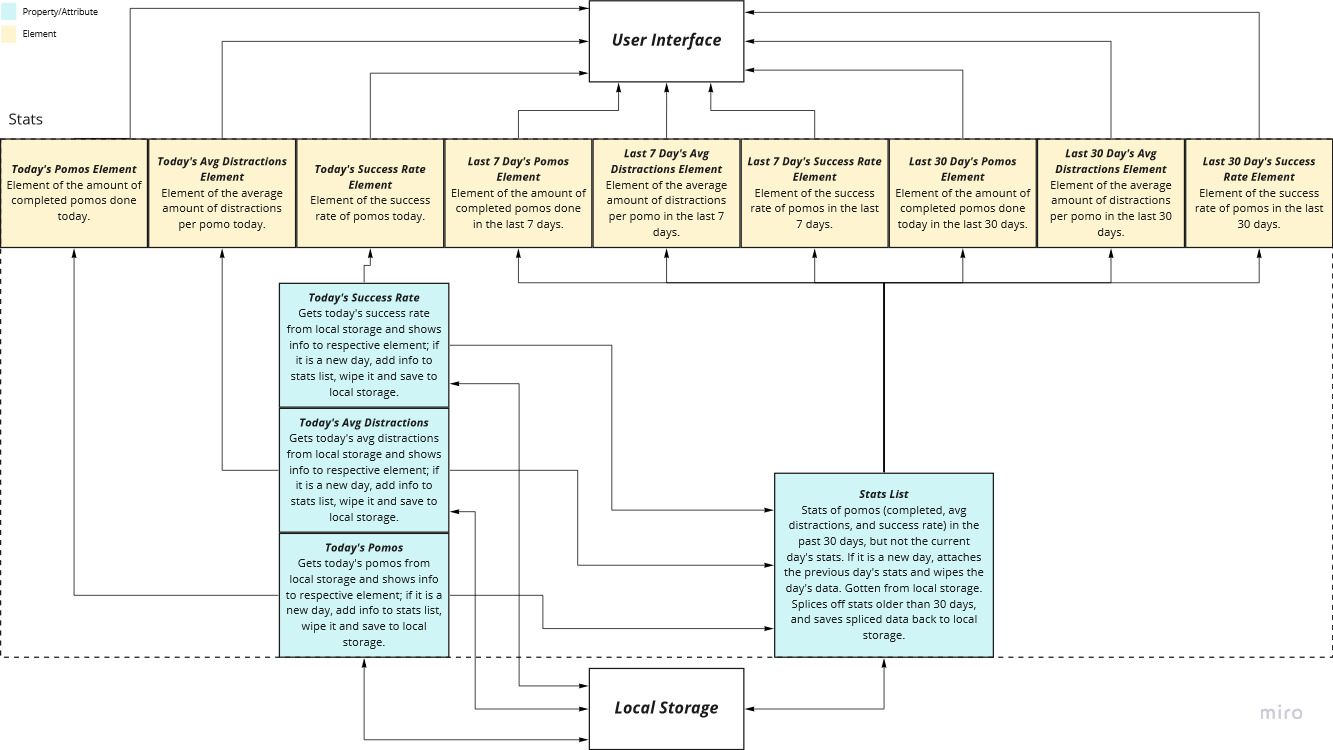 Property/Attribute
Element
User Interface
Stats
Today's Pomos Element
Element of the amount of
completed pomos done
today.
Today's Avg Distractions
Element
Element of the average
amount of distractions
per pomo today.
Today's Success Rate
Element
Element of the success
rate of pomos today.
Last 7 Day's Pomos
Element
Element of the amount of
completed pomos done
in the last 7 days.
Last 7 Day's Avg
Distractions Element
Element of the average
amount of distractions
per pomo in the last 7
days.
Last 7 Day's Success Rate
Element
Element of the success
rate of pomos in the last
7 days.
Last 30 Day's Pomos
Element
Element of the amount of
completed pomos done
today in the last 30 days.
Last 30 Day's Avg
Distractions Element
Element of the average
amount of distractions
per pomo in the last 30
days.
Last 30 Day's Success
Rate Element
Element of the success
rate of pomos in the last
30 days.
Today's Success Rate
Gets today's success rate
from local storage and shows
info to respective element; if
it is a new day, add info to
stats list, wipe it and save to
local storage.
Today's Avg Distractions
Gets today's avg distractions
from local storage and shows
info to respective element; if
it is a new day, add info to
stats list, wipe it and save to
local storage.
Today's Pomos
Gets today's pomos from
local storage and shows info
to respective element; if it is a
new day, add info to stats list,
wipe it and save to local
storage.
Stats List
Stats of pomos (completed, avg
distractions, and success rate) in the
past 30 days, but not the current
day's stats. If it is a new day, attaches
the previous day's stats and wipes the
day's data. Gotten from local storage.
Splices off stats older than 30 days,
and saves spliced data back to local
storage.
Local Storage
miro